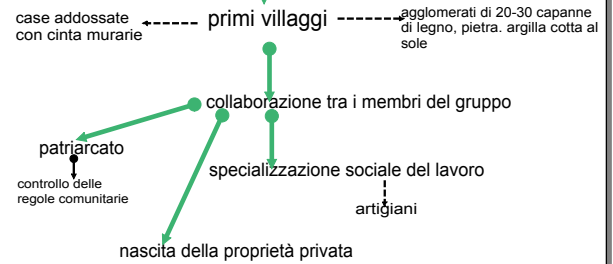 case addossate
con cinta murarie
primi villaggi
agglomerati di 20-30 capanne
di legno, pietra. argilla cotta al
sole
collaborazione tra i membri del gruppo
patriarcato
controllo delle
regole comunitarie
specializzazione sociale del lavoro
artigiani
nascita della proprietà privata